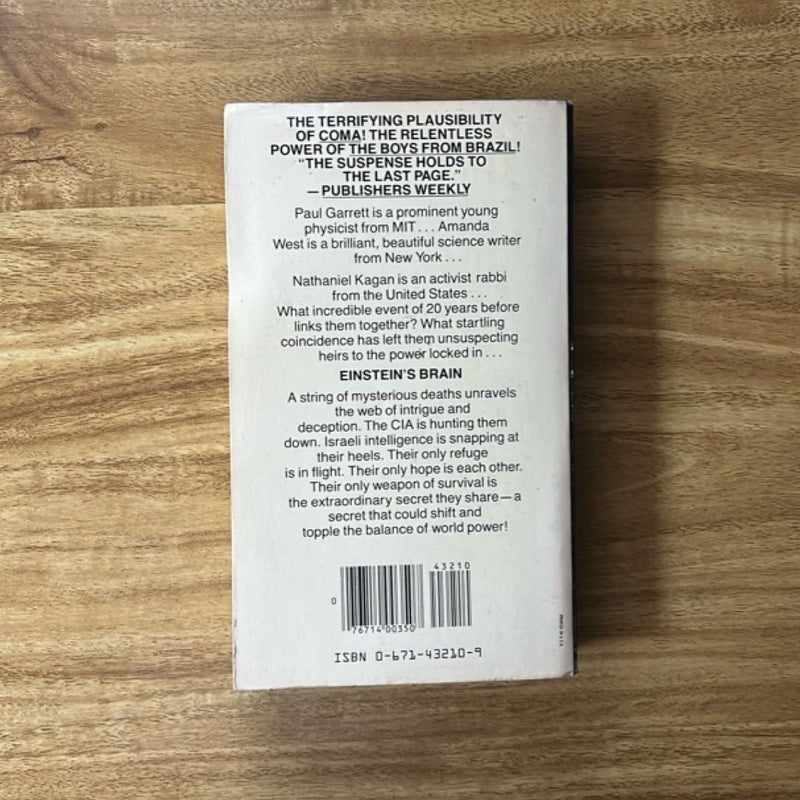 THE TERRIFYING PLAUSIBILITY
OF COMA! THE RELENTLESS
POWER OF THE BOYS FROM BRAZIL!
“THE SUSPENSE HOLDS TO
THE LAST PAGE.”
—PUBLISHERS WEEKLY
Paul Garrett is a prominent young
physicist from MIT . . . Amanda
West is a brilliant, beautiful science writer
from New York . . .
Nathaniel Kagan is an activist rabbi
from the United States . . .
What incredible event of 20 years before
links them together? What startling
coincidence has left them unsuspecting
heirs to the power locked in . . .
EINSTEIN'S BRAIN
A string of mysterious deaths unravels
the web of intrigue and
deception. The CIA is hunting them
down. Israeli intelligence is snapping at
their heels. Their only refuge
is in flight. Their only hope is each other.
Their only weapon of survival is
the extraordinary secret they share—a
secret that could shift and
topple the balance of world power!
43210
0
76714 00350
ISBN 0-671-43210-9